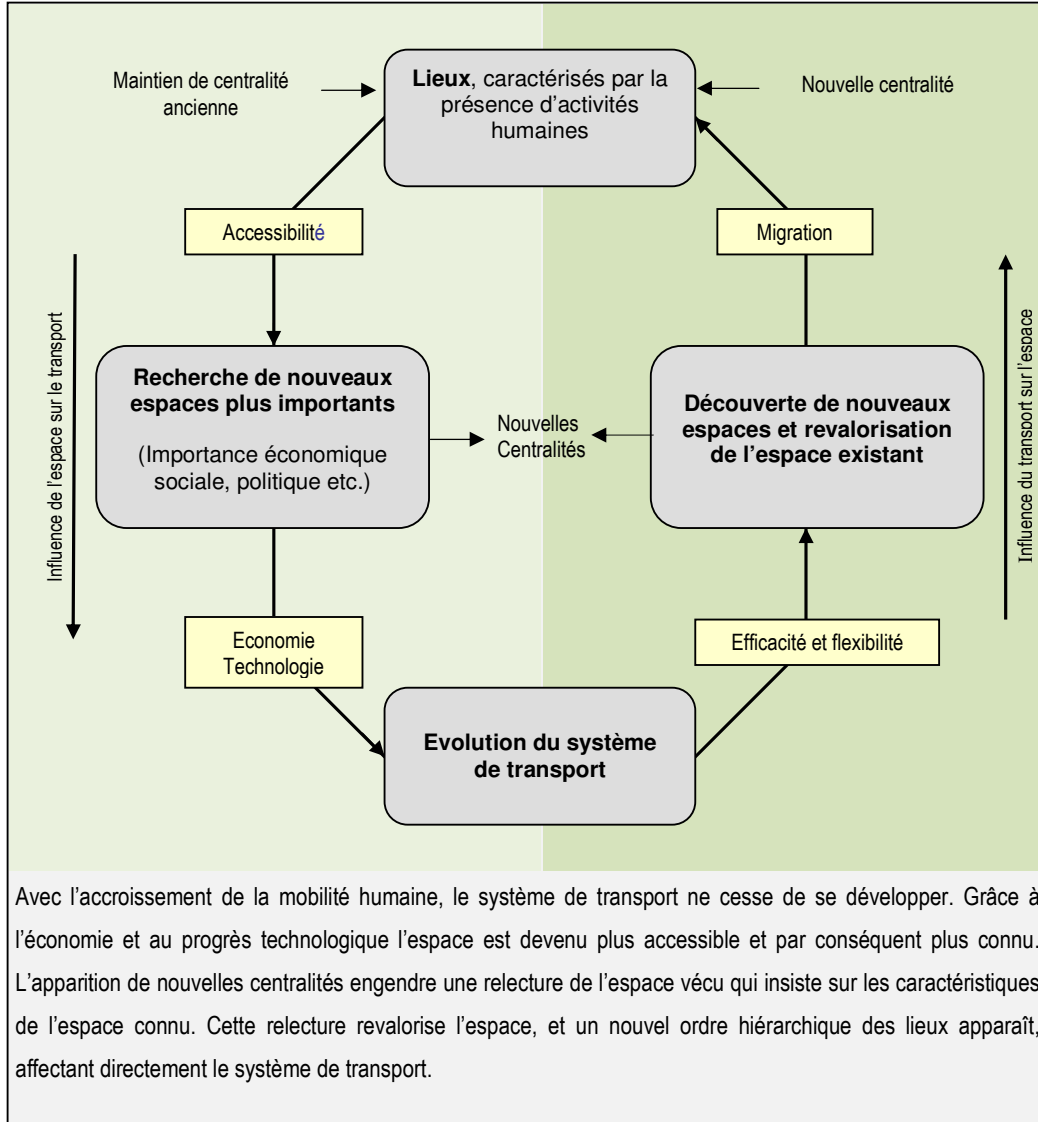 Maintien de centralité
ancienne
Lieux, caractérisés par la
présence d'activités
humaines
Nouvelle centralité
Accessibilité
Migration
Influence de l'espace sur le transport
Recherche de nouveaux
espaces plus importants
(Importance économique
sociale, politique etc.)
Nouvelles
Centralités
Découverte de nouveaux
espaces et revalorisation
de l'espace existant
Influence du transport sur l'espace
Economie
Technologie
Efficacité et flexibilité
Evolution du système
de transport
Avec l'accroissement de la mobilité humaine, le système de transport ne cesse de se développer. Grâce à
l'économie et au progrès technologique l'espace est devenu plus accessible et par conséquent plus connu.
L'apparition de nouvelles centralités engendre une relecture de l'espace vécu qui insiste sur les caractéristiques
de l'espace connu. Cette relecture revalorise l'espace, et un nouvel ordre hiérarchique des lieux apparaît,
affectant directement le système de transport.